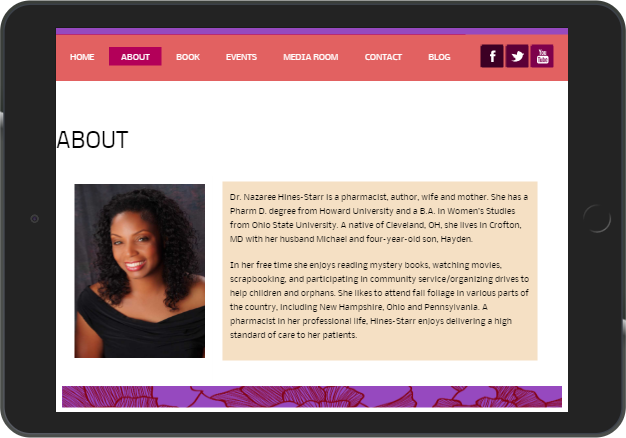 HOME ABOUT BOOK EVENTS MEDIA ROOM CONTACT BLOG f You Tube
ABOUT
Dr. Nazaree Hines-Starr is a pharmacist, author, wife and mother. She has a
Pharm D. degree from Howard University and a B.A. in Women's Studies
from Ohio State University. A native of Cleveland, OH, she lives in Crofton,
MD with her husband Michael and four-year-old son, Hayden.
In her free time she enjoys reading mystery books, watching movies,
scrapbooking, and participating in community service/organizing drives to
help children and orphans. She likes to attend fall foliage in various parts of
the country, including New Hampshire, Ohio and Pennsylvania. A
pharmacist in her professional life, Hines-Starr enjoys delivering a high
standard of care to her patients.